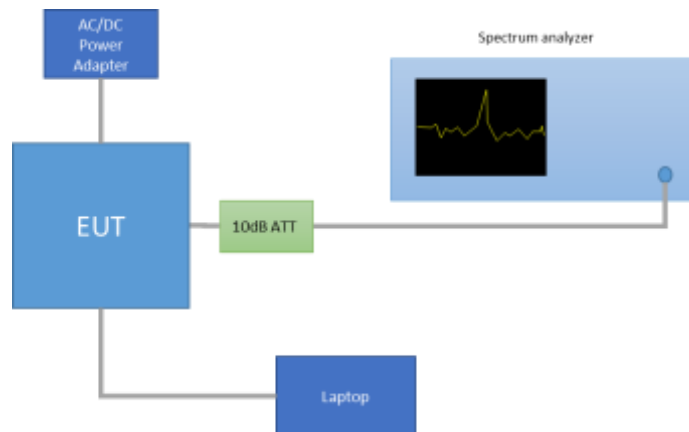 AC/DC
Power
Adapter
Spectrum analyzer
EUT
10dB ATT
Laptop